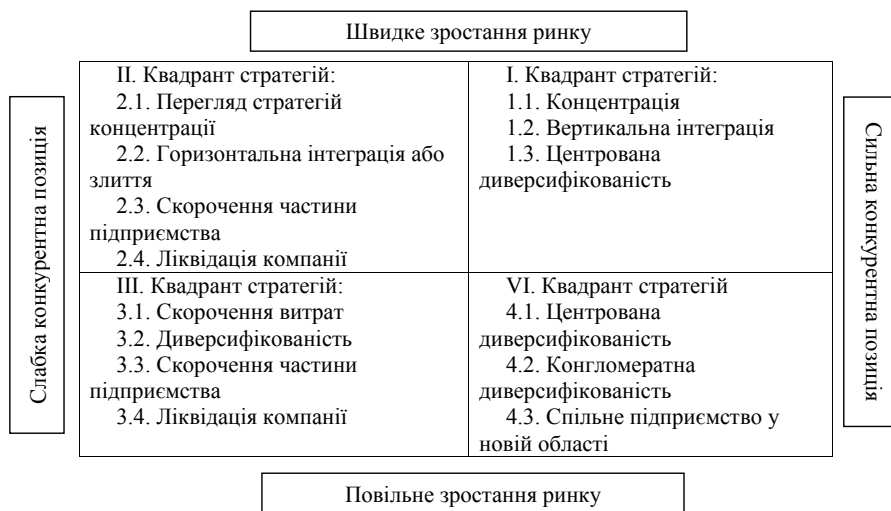 Швидке зростання ринку
Слабка конкурентна позиція
II. Квадрант стратегій:
2.1. Перегляд стратегій
концентрації
2.2. Горизонтальна інтеграція або
злиття
2.3. Скорочення частини
підприємства
2.4. Ліквідація компанії
I. Квадрант стратегій:
1.1. Концентрація
1.2. Вертикальна інтеграція
1.3. Центрована
диверсифікованість
III. Квадрант стратегій:
3.1. Скорочення витрат
3.2. Диверсифікованість
3.3. Скорочення частини
підприємства
3.4. Ліквідація компанії
VI. Квадрант стратегій
4.1. Центрована
диверсифікованість
4.2. Конгломератна
диверсифікованість
4.3. Спільне підприємство у
новій області
Сильна конкурентна
позиція
Повільне зростання ринку